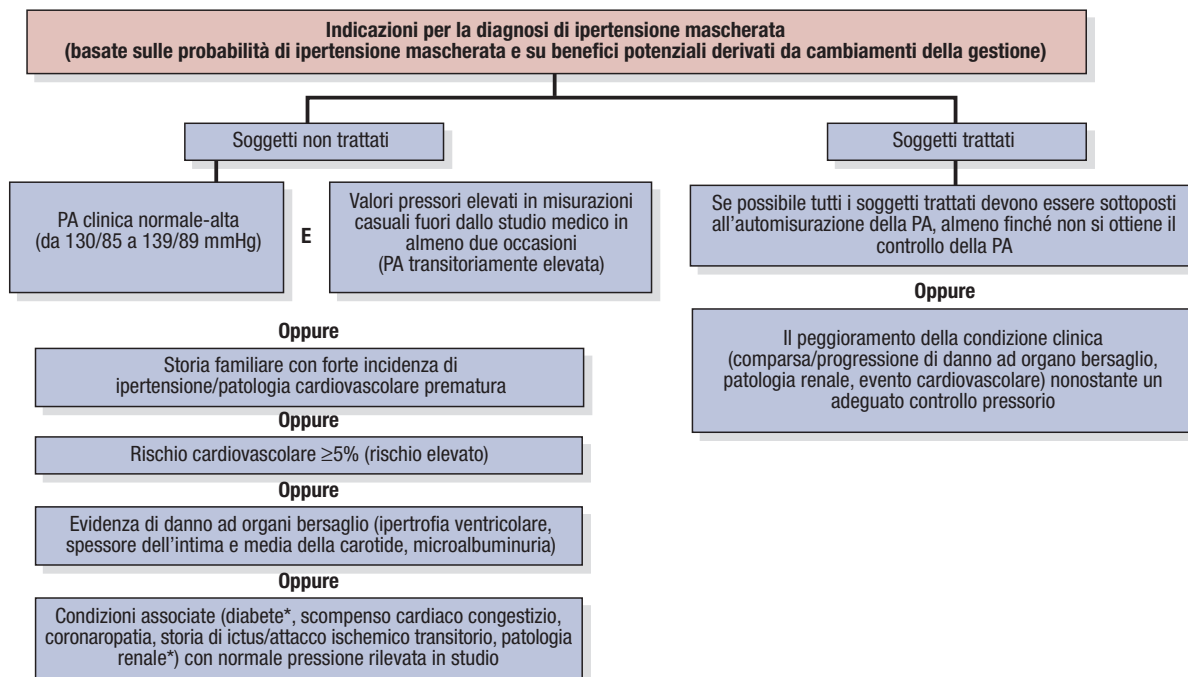 Indicazioni per la diagnosi di ipertensione mascherata
(basate sulle probabilità di ipertensione mascherata e su benefici potenziali derivati da cambiamenti della gestione)
Soggetti non trattati
PA clinica normale-alta
(da 130/85 a 139/89 mmHg)
E
Valori pressori elevati in misurazioni
casuali fuori dallo studio medico in
almeno due occasioni
(PA transitoriamente elevata)
Oppure
Storia familiare con forte incidenza di
ipertensione/patologia cardiovascolare prematura
Oppure
Rischio cardiovascolare ≥5% (rischio elevato)
Oppure
Evidenza di danno ad organi bersaglio (ipertrofia ventricolare,
spessore dell'intima e media della carotide, microalbuminuria)
Oppure
Condizioni associate (diabete*, scompenso cardiaco congestizio,
coronaropatia, storia di ictus/attacco ischemico transitorio, patologia
renale*) con normale pressione rilevata in studio
Soggetti trattati
Se possibile tutti i soggetti trattati devono essere sottoposti
all'automisurazione della PA, almeno finché non si ottiene il
controllo della PA
Oppure
Il peggioramento della condizione clinica
(comparsa/progressione di danno ad organo bersaglio,
patologia renale, evento cardiovascolare) nonostante un
adeguato controllo pressorio